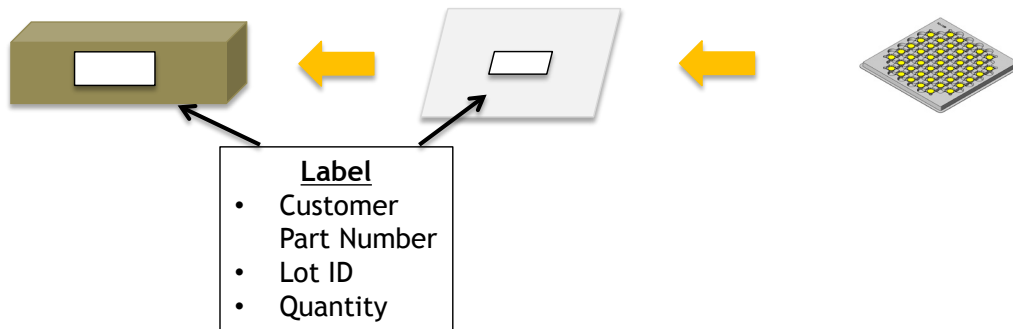 Label
• Customer
Part Number
• Lot ID
• Quantity